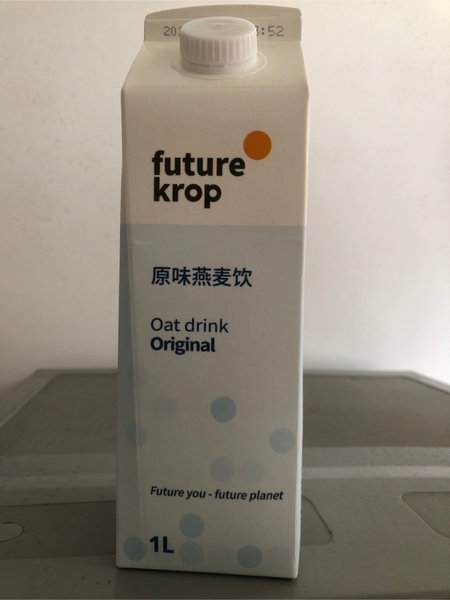 future
krop
原味燕麦饮
Oat drink
Original
Future you - future planet
1L